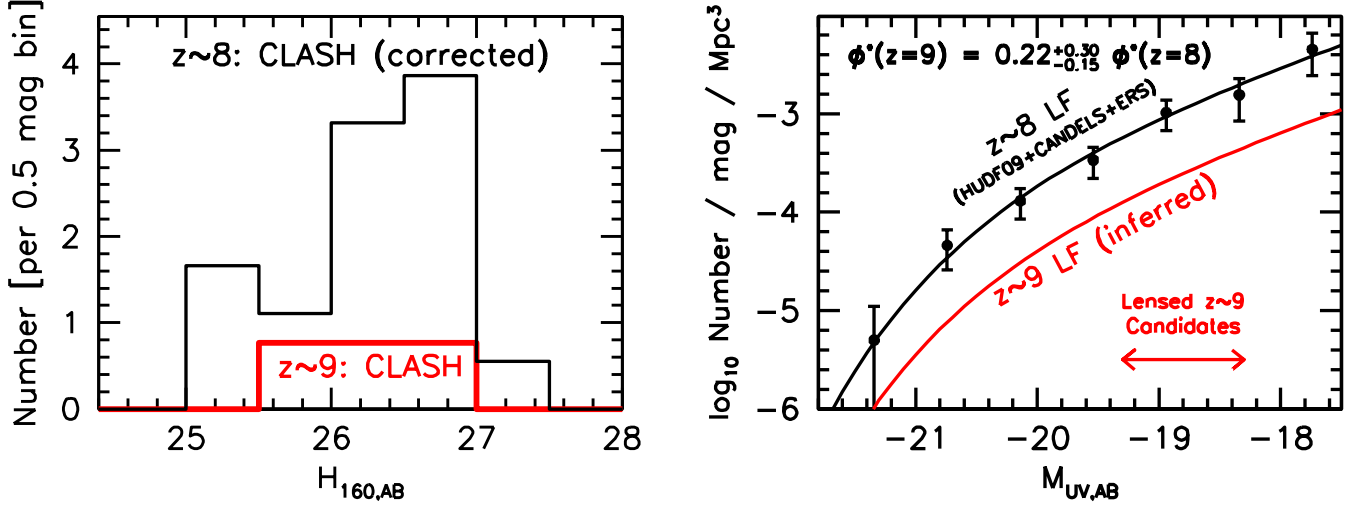 Number [per 0.5 mag bin]
4
3
2
1
0
z~8: CLASH (corrected)
z~9: CLASH
25 26 27 28
H160,AB
log10 Number / mag / Mpc³
-3
-4
-5
-6
ϕ*(z=9) = 0.22+0.30−0.15 ϕ*(z=8)
z~8 LF
(HUDF09+CANDELS+ERS)
z~9 LF (inferred)
Lensed z~9
Candidates
-21 -20 -19 -18
MUV,AB